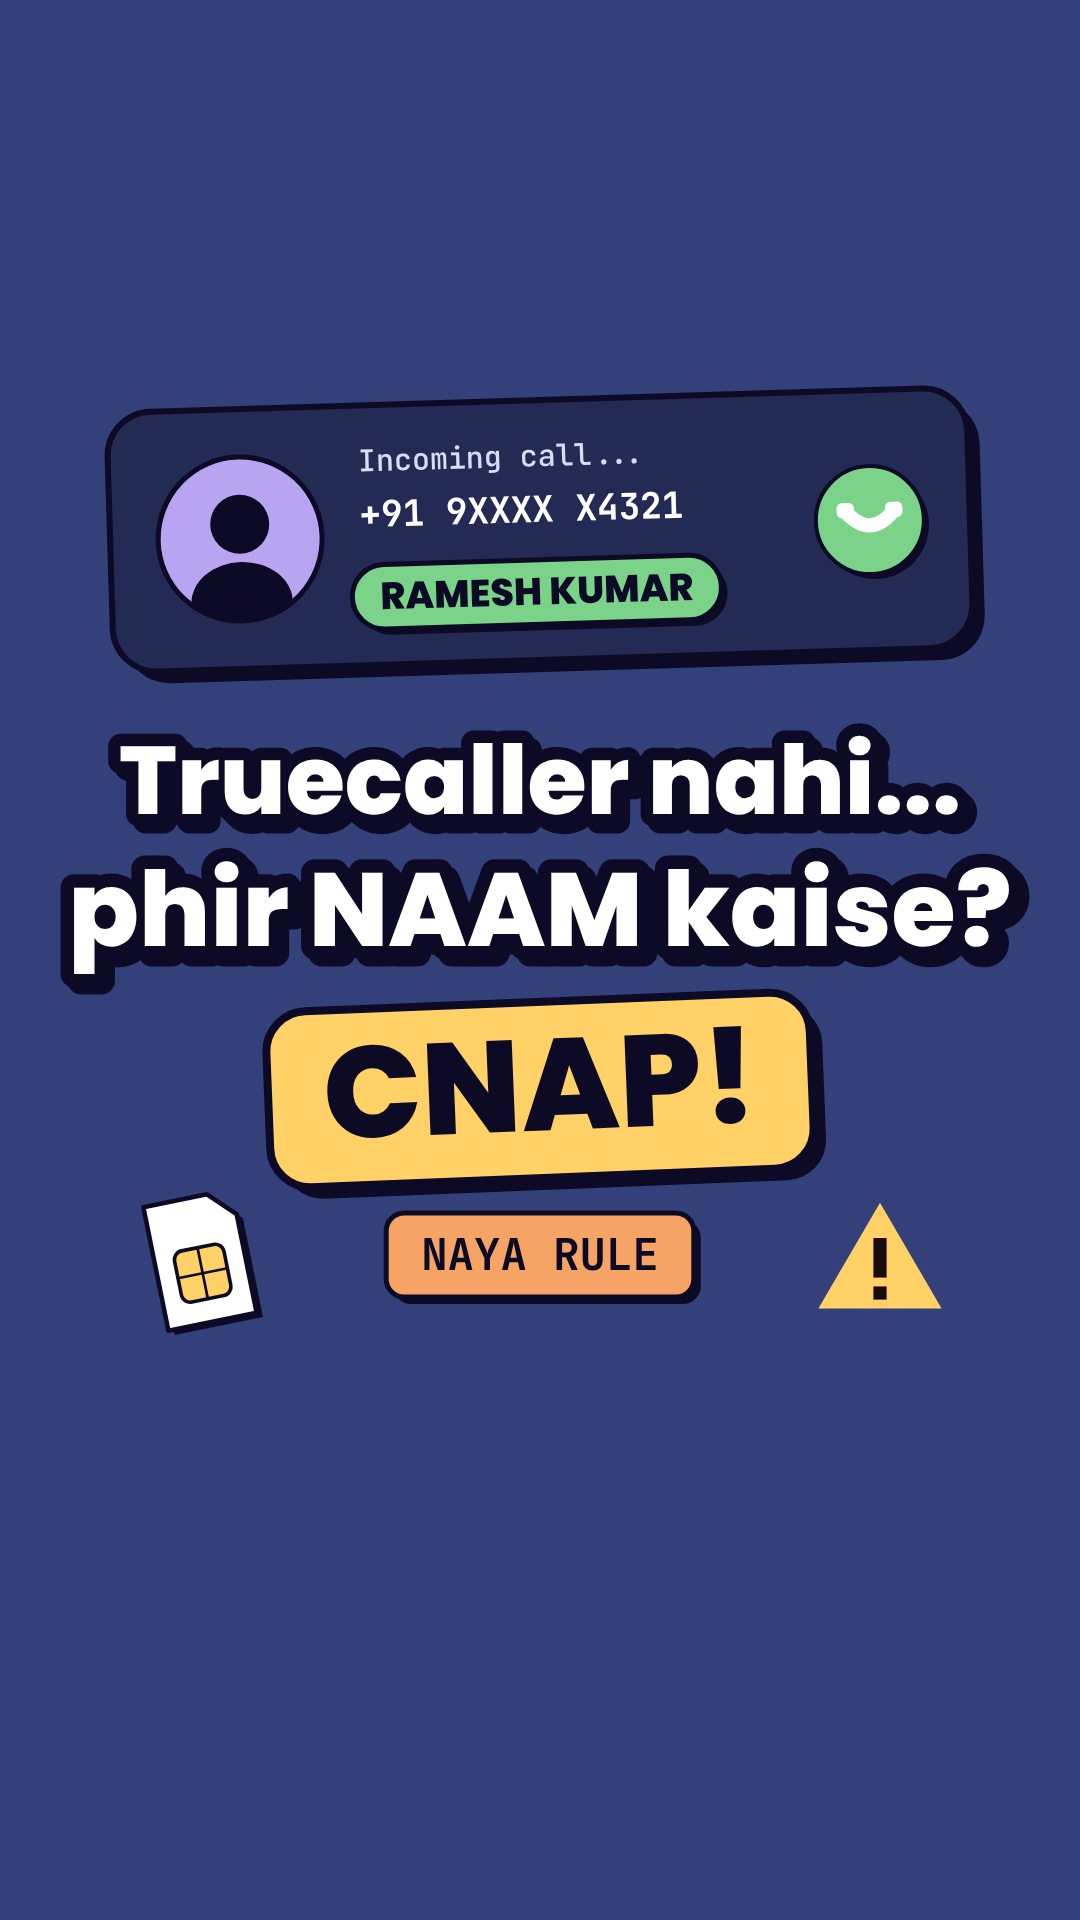 Incoming call...
+91 9XXXX X4321
RAMESH KUMAR
Truecaller nahi...
phir NAAM kaise?
CNAP!
NAYA RULE